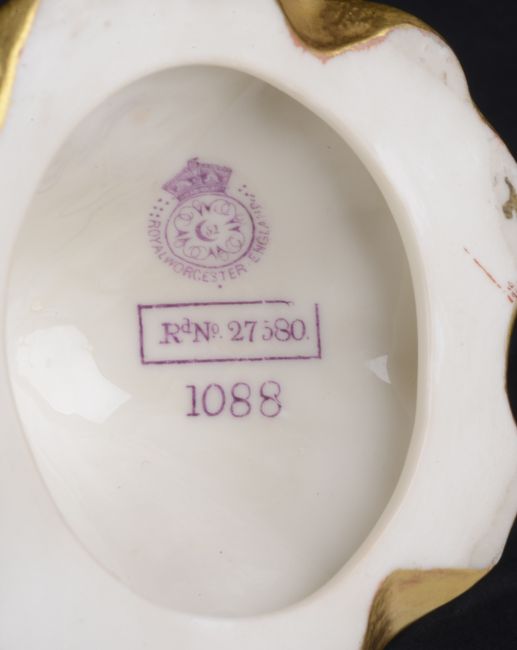 ROYAL WORCESTER ENGLAND
RdNo. 27580.
1088